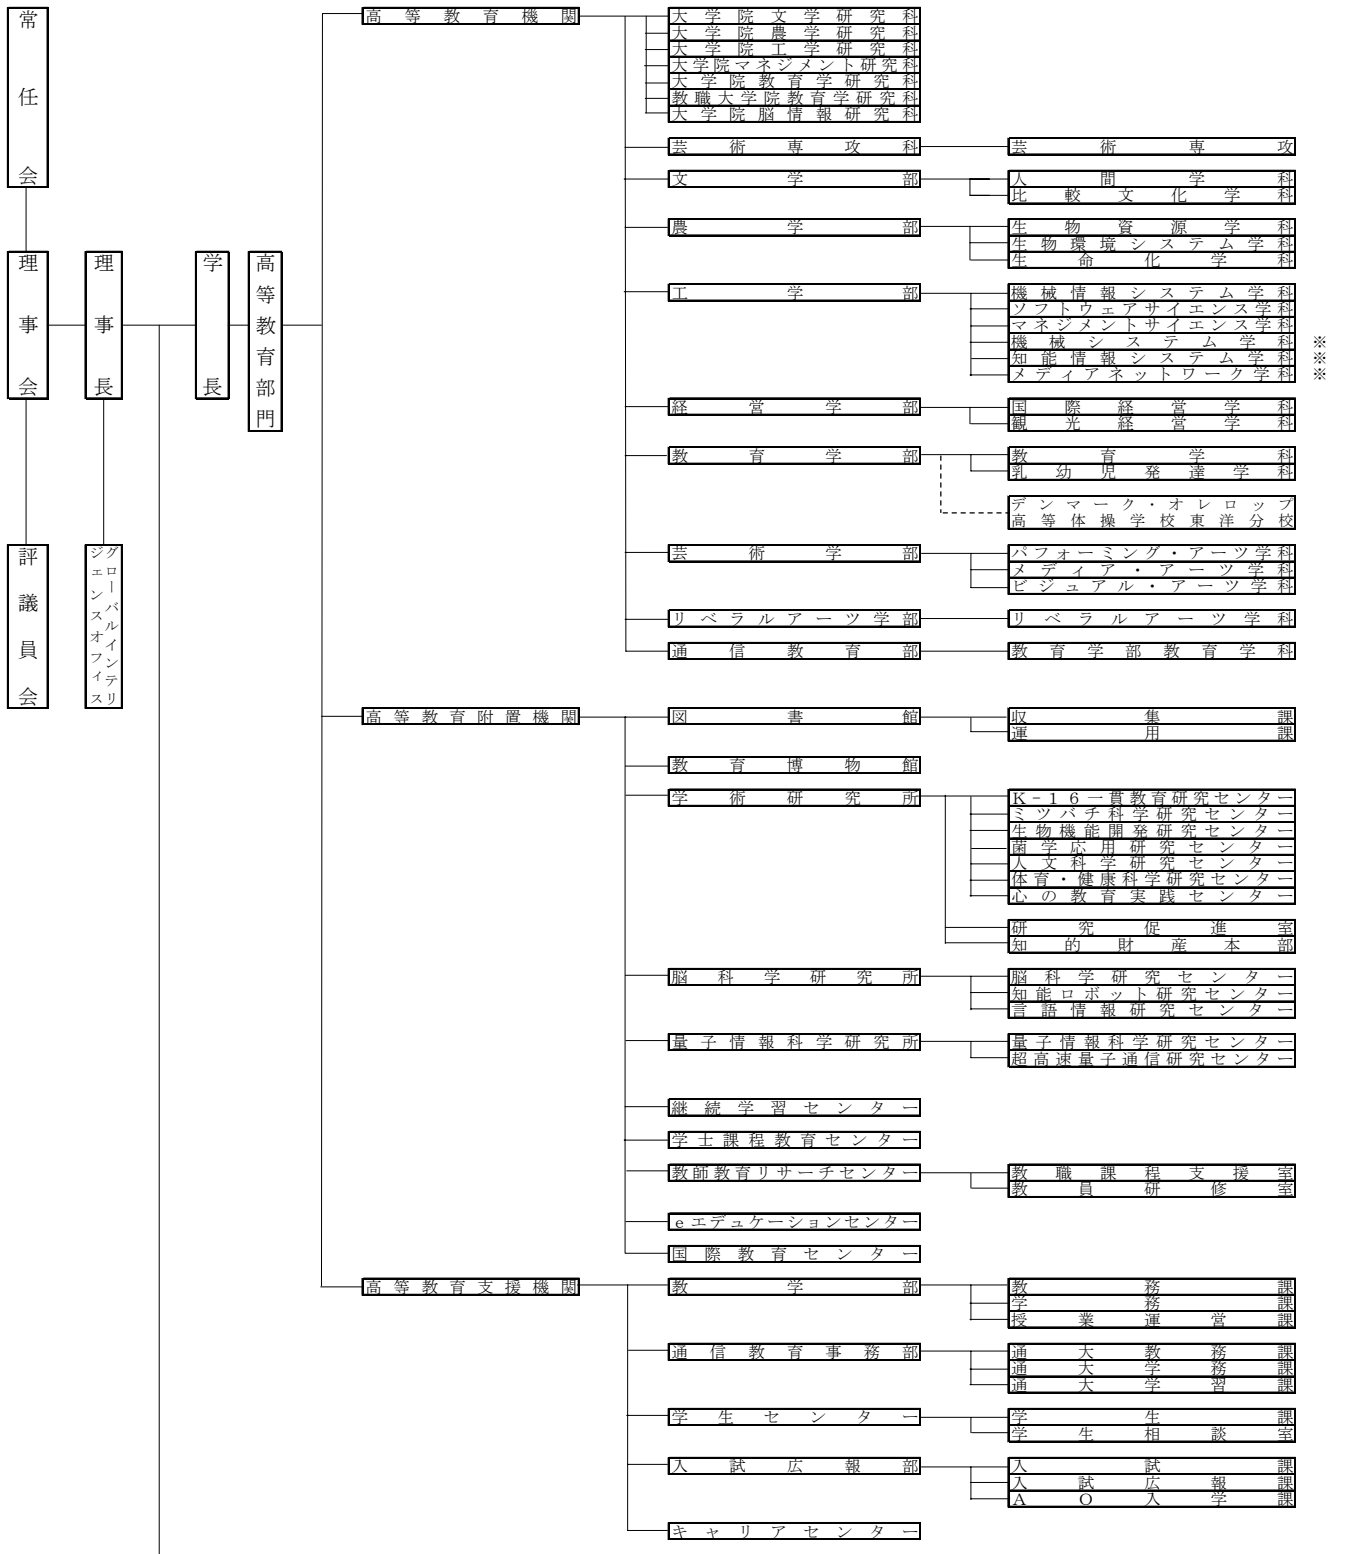 常任会
理事会
評議員会
理事長
グローバルインテリ
ジェンスオフィス
学長
高等教育部門
高等教育機関
大学院文学研究科
大学院農学研究科
大学院工学研究科
大学院マネジメント研究科
大学院教育学研究科
教職大学院教育学研究科
大学院脳情報研究科
芸術専攻科
芸術専攻
文学部
人間学科
比較文化学科
農学部
生物資源学科
生物環境システム学科
生命化学科
工学部
機械情報システム学科
ソフトウェアサイエンス学科
マネジメントサイエンス学科
機械システム学科 ※
知能情報システム学科 ※
メディアネットワーク学科 ※
経営学部
国際経営学科
観光経営学科
教育学部
教育学科
乳幼児発達学科
デンマーク・オレロップ
高等体操学校東洋分校
芸術学部
パフォーミング・アーツ学科
メディア・アーツ学科
ビジュアル・アーツ学科
リベラルアーツ学部
リベラルアーツ学科
通信教育部
教育学部教育学科
高等教育附置機関
図書館
収集課
運用課
教育博物館
学術研究所
K-16一貫教育研究センター
ミツバチ科学研究センター
生物機能開発研究センター
菌学応用研究センター
人文科学研究センター
体育・健康科学研究センター
心の教育実践センター
研究促進室
知的財産本部
脳科学研究所
脳科学研究センター
知能ロボット研究センター
言語情報研究センター
量子情報科学研究所
量子情報科学研究センター
超高速量子通信研究センター
継続学習センター
学士課程教育センター
教師教育リサーチセンター
教職課程支援室
教員研修室
eエデュケーションセンター
国際教育センター
高等教育支援機関
教学部
教務課
学務課
授業運営課
通信教育事務部
通大教務課
通大学務課
通大学習課
学生センター
学生課
学生相談室
入試広報部
入試課
入試広報課
AO入学課
キャリアセンター